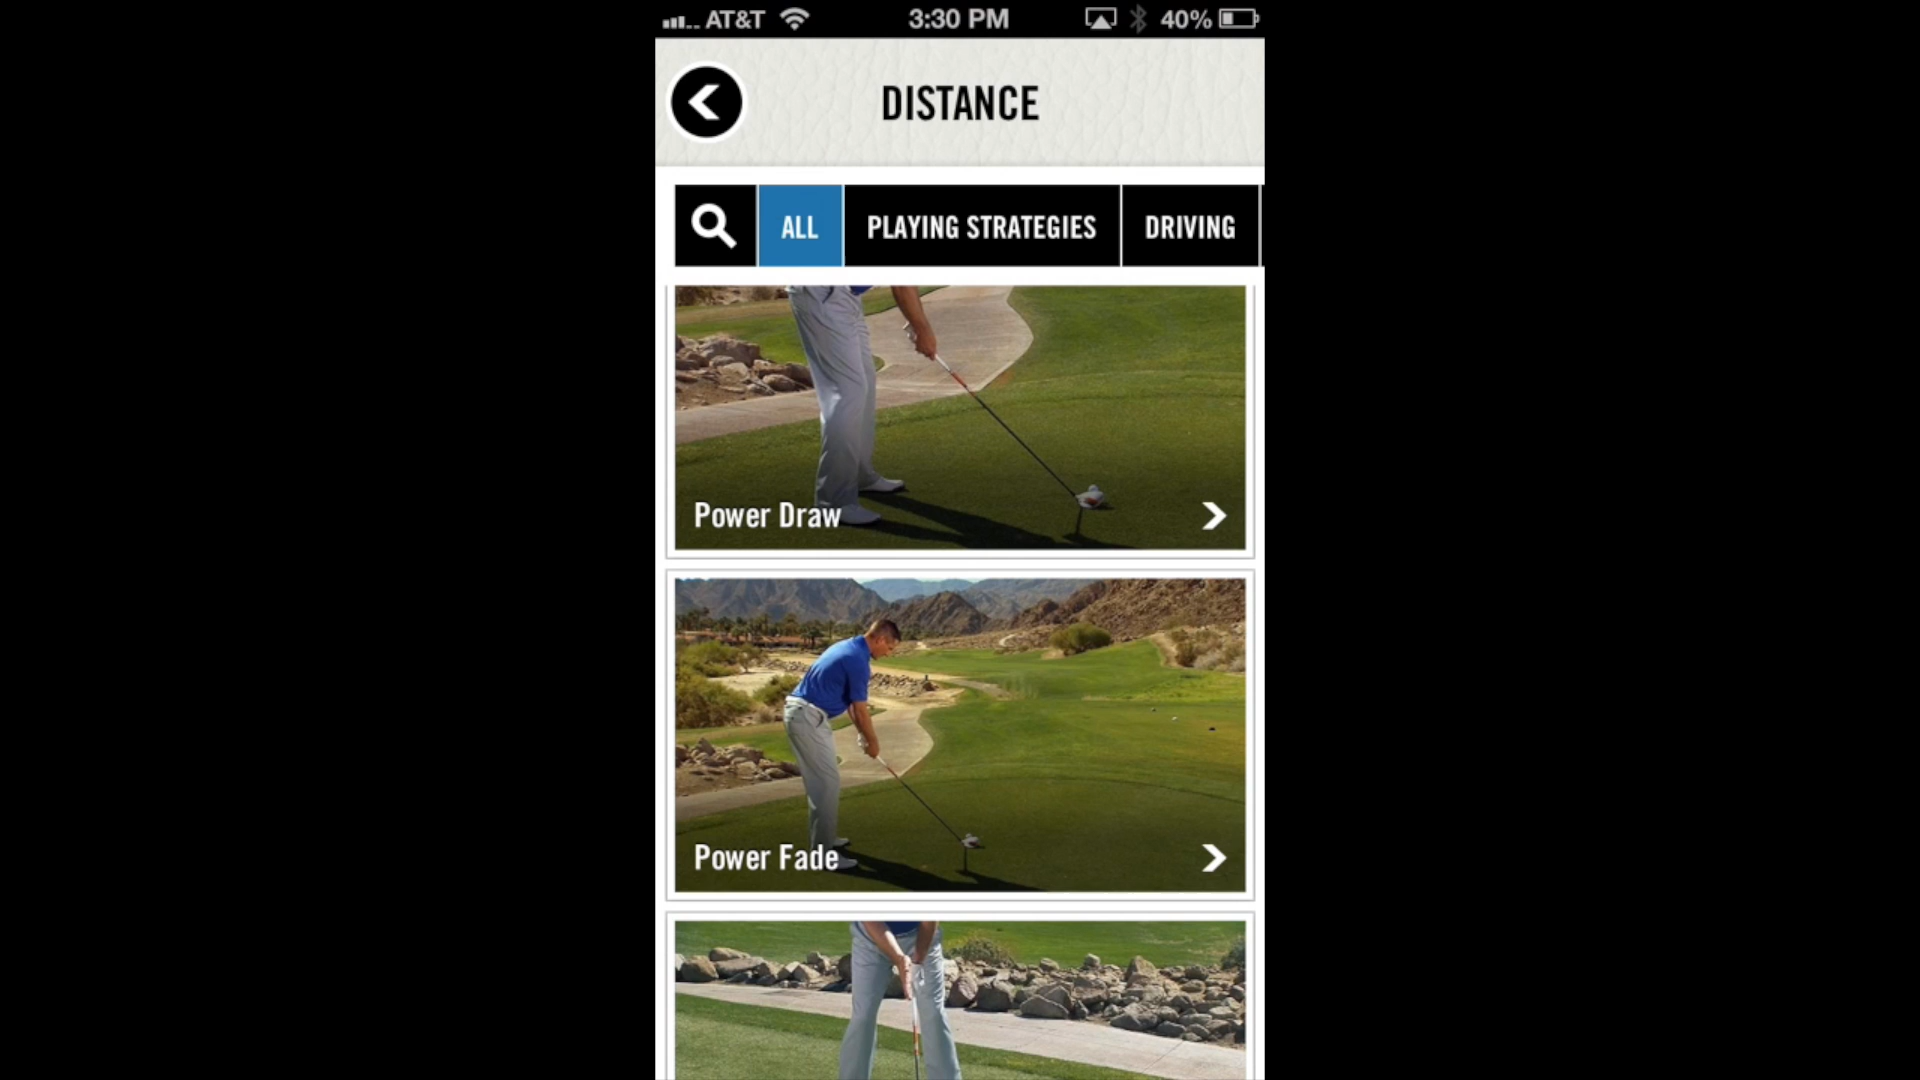 AT&T 3:30 PM 40%
DISTANCE
ALL PLAYING STRATEGIES DRIVING
Power Draw
Power Fade